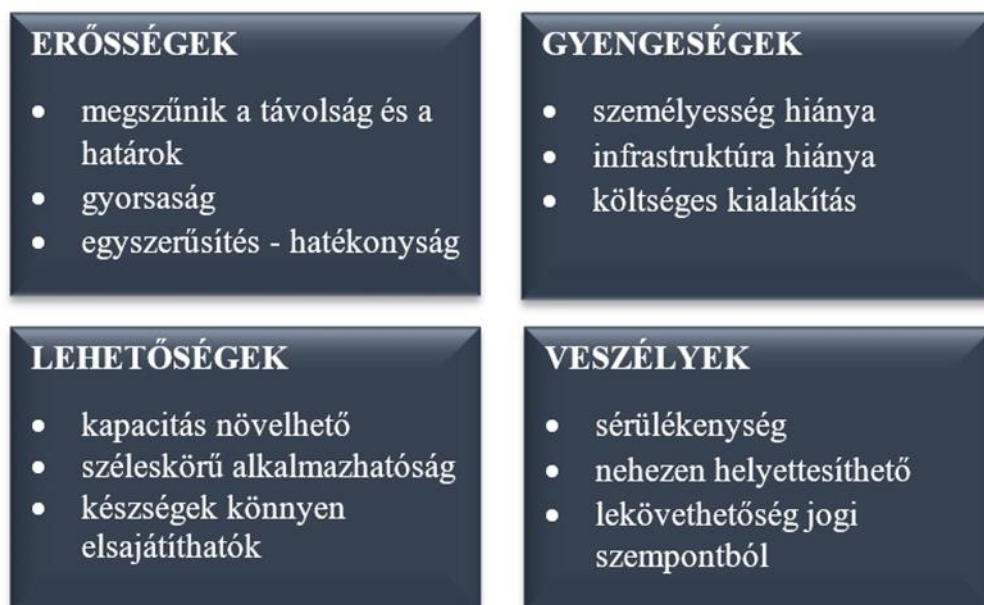 ERŐSSÉGEK
• megszűnik a távolság és a
határok
• gyorsaság
• egyszerűsítés - hatékonyság
GYENGESÉGEK
• személyesség hiánya
• infrastruktúra hiánya
• költséges kialakítás
LEHETŐSÉGEK
• kapacitás növelhető
• széleskörű alkalmazhatóság
• készségek könnyen
elsajátíthatók
VESZÉLYEK
• sérülékenység
• nehezen helyettesíthető
• lekövethetőség jogi
szempontból